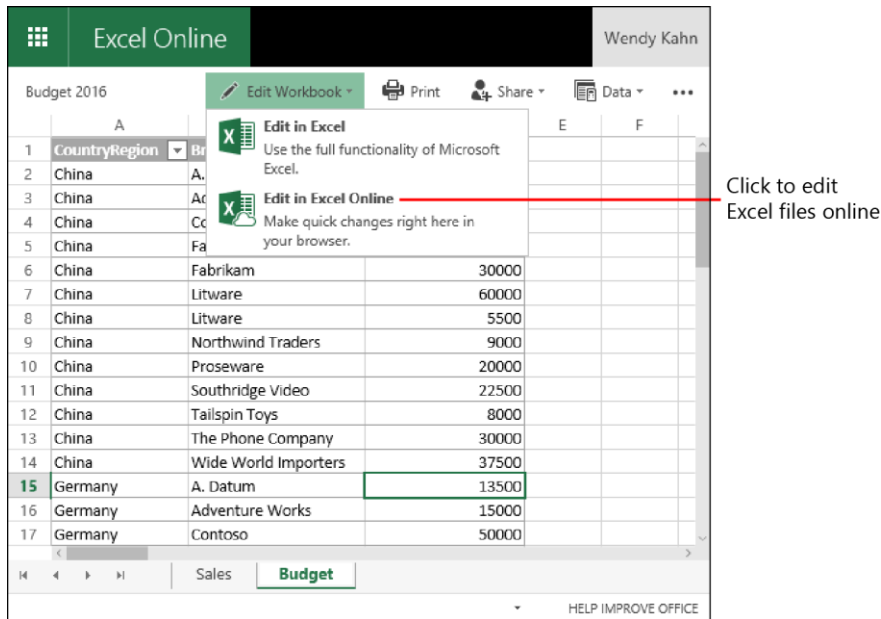 Excel Online
Wendy Kahn
Budget 2016
Edit Workbook
Print
Share
Data
Edit in Excel
Use the full functionality of Microsoft
Excel.
Edit in Excel Online
Make quick changes right here in
your browser.
Click to edit
Excel files online
A E F
1 CountryRegion Br
2 China A.
3 China Ad
4 China Co
5 China Fa
6 China Fabrikam 30000
7 China Litware 60000
8 China Litware 5500
9 China Northwind Traders 9000
10 China Proseware 20000
11 China Southridge Video 22500
12 China Tailspin Toys 8000
13 China The Phone Company 30000
14 China Wide World Importers 37500
15 Germany A. Datum 13500
16 Germany Adventure Works 15000
17 Germany Contoso 50000
Sales Budget
HELP IMPROVE OFFICE